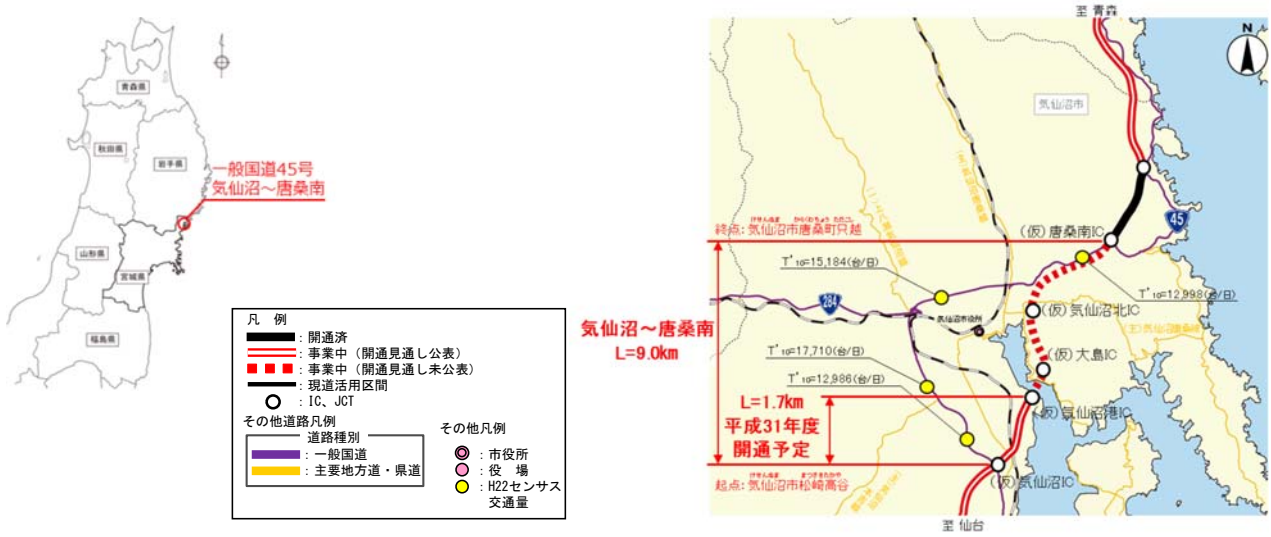 青森県
秋田県
岩手県
山形県
宮城県
福島県
一般国道45号
気仙沼～唐桑南
凡 例
：開通済
：事業中（開通見通し公表）
：事業中（開通見通し未公表）
：現道活用区間
：IC、JCT
その他道路凡例
道路種別
：一般国道
：主要地方道・県道
その他凡例
：市役所
：役 場
：H22センサス
交通量
至 青森
N
気仙沼市
45
終点：気仙沼市唐桑町只越
（仮）唐桑南IC
T'10=15,184（台/日）
T'10=12,998（台/日）
284
気仙沼市役所
（仮）気仙沼北IC
気仙沼～唐桑南
L=9.0km
（仮）大島IC
T'10=17,710（台/日）
T'10=12,986（台/日）
L=1.7km
平成31年度
開通予定
（仮）気仙沼港IC
起点：気仙沼市松崎高谷
（仮）気仙沼IC
至 仙台